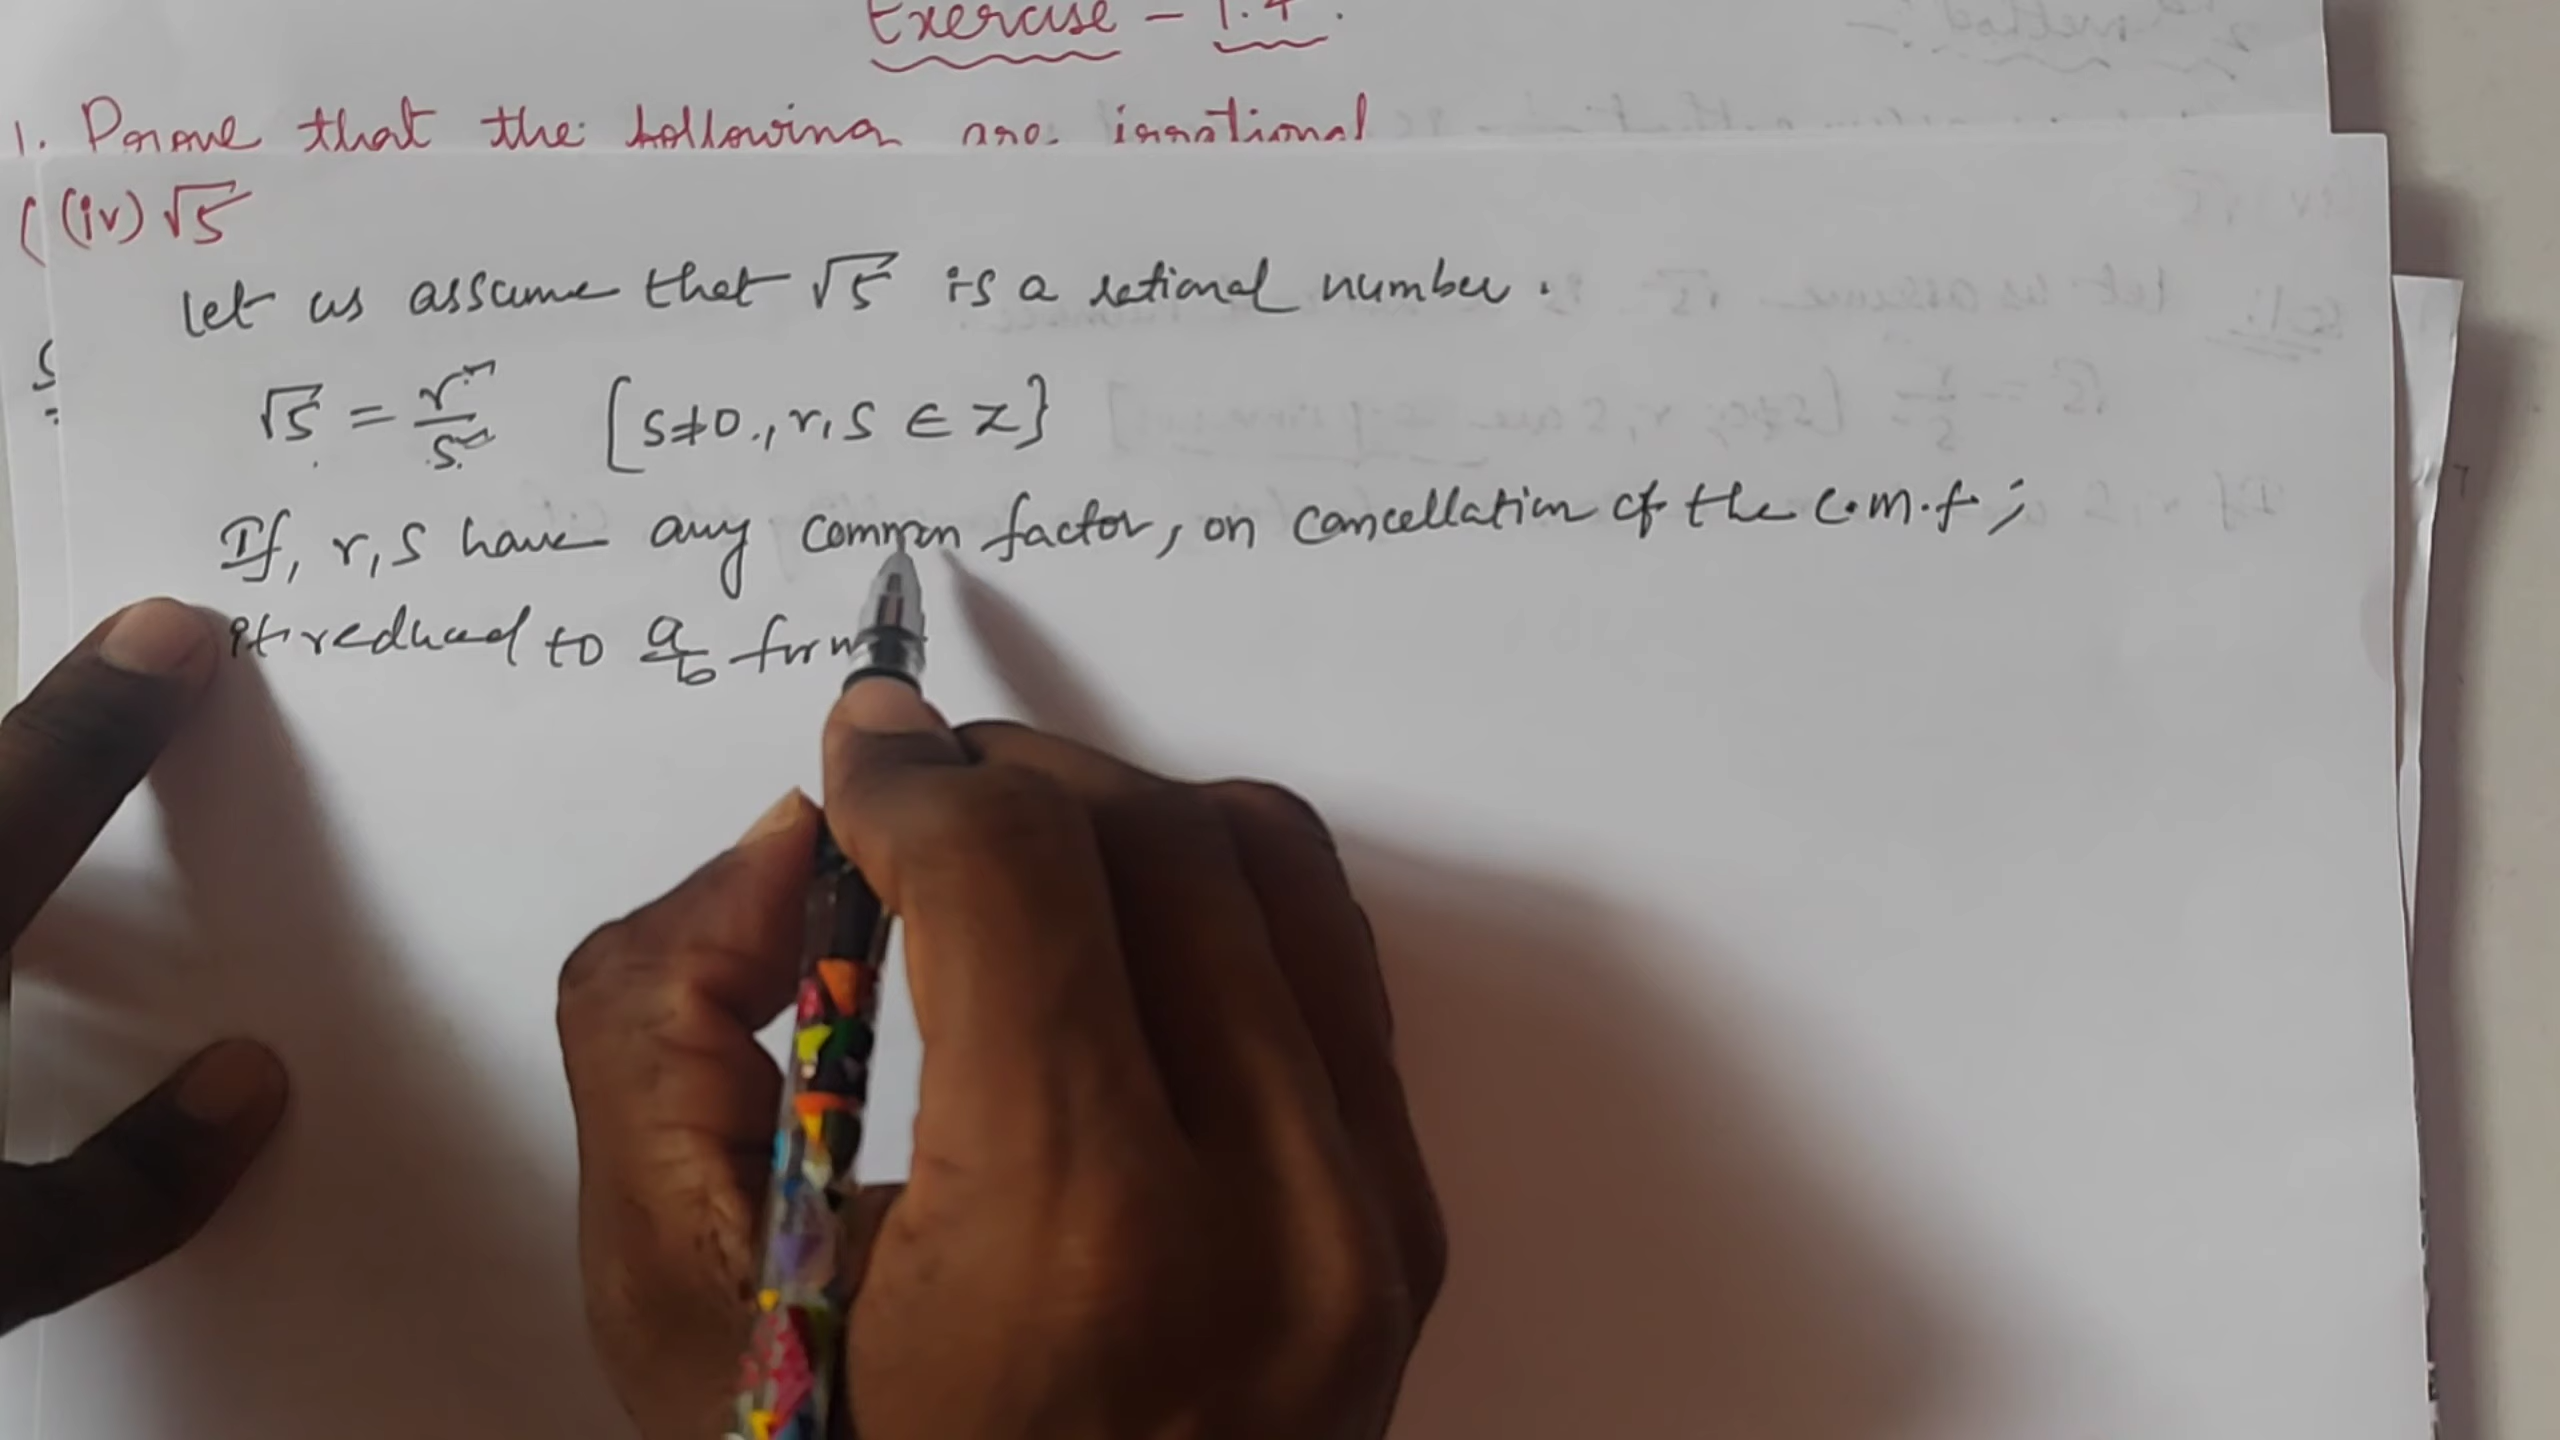 Exercise - 1.4.
1. Prove that the following are irrational
(iv) √5
Let us assume that √5 is a rational number.
√5 = r/s [s≠0., r, s ∈ Z}
If, r, s have any common factor, on cancellation of the c.m.f;
it reduced to a/b form